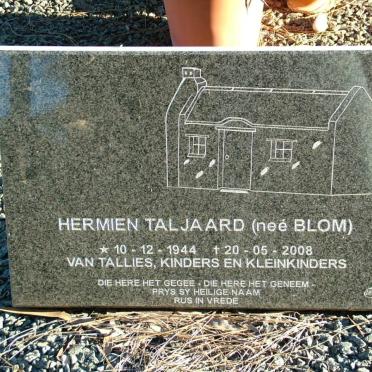 HERMIEN TALJAARD (neé BLOM)
★ 10 - 12 - 1944 † 20 - 05 - 2008
VAN TALLIES, KINDERS EN KLEINKINDERS
DIE HERE HET GEGEE - DIE HERE HET GENEEM -
PRYS SY HEILIGE NAAM
RUS IN VREDE